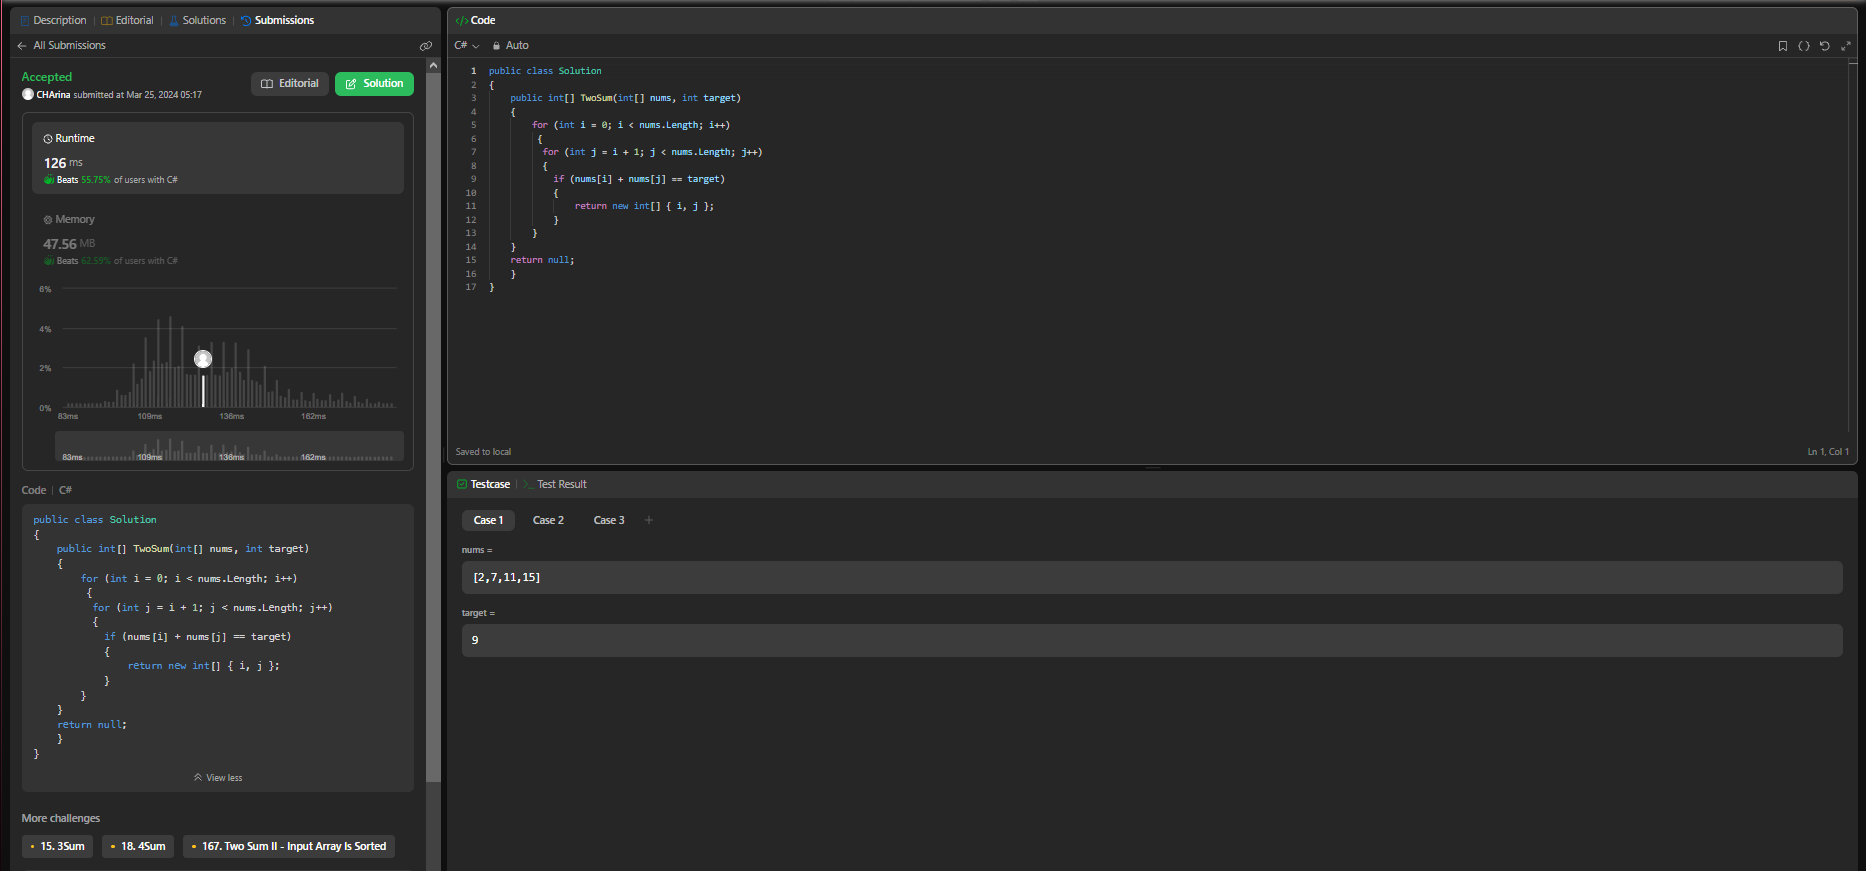 Description | Editorial | Solutions | Submissions
← All Submissions
Accepted
CHArina submitted at Mar 25, 2024 05:17
Editorial
Solution
Runtime
126 ms
Beats 55.75% of users with C#
Memory
47.56 MB
Beats 62.59% of users with C#
6%
4%
2%
0%
83ms 109ms 136ms 162ms
83ms 109ms 136ms 162ms
Code | C#
public class Solution
{
public int[] TwoSum(int[] nums, int target)
{
for (int i = 0; i < nums.Length; i++)
{
for (int j = i + 1; j < nums.Length; j++)
{
if (nums[i] + nums[j] == target)
{
return new int[] { i, j };
}
}
}
return null;
}
}
View less
More challenges
15. 3Sum
18. 4Sum
167. Two Sum II - Input Array Is Sorted
</> Code
C# Auto
1 public class Solution
2 {
3 public int[] TwoSum(int[] nums, int target)
4 {
5 for (int i = 0; i < nums.Length; i++)
6 {
7 for (int j = i + 1; j < nums.Length; j++)
8 {
9 if (nums[i] + nums[j] == target)
10 {
11 return new int[] { i, j };
12 }
13 }
14 }
15 return null;
16 }
17 }
Saved to local
Ln 1, Col 1
Testcase | >_ Test Result
Case 1 Case 2 Case 3 +
nums =
[2,7,11,15]
target =
9